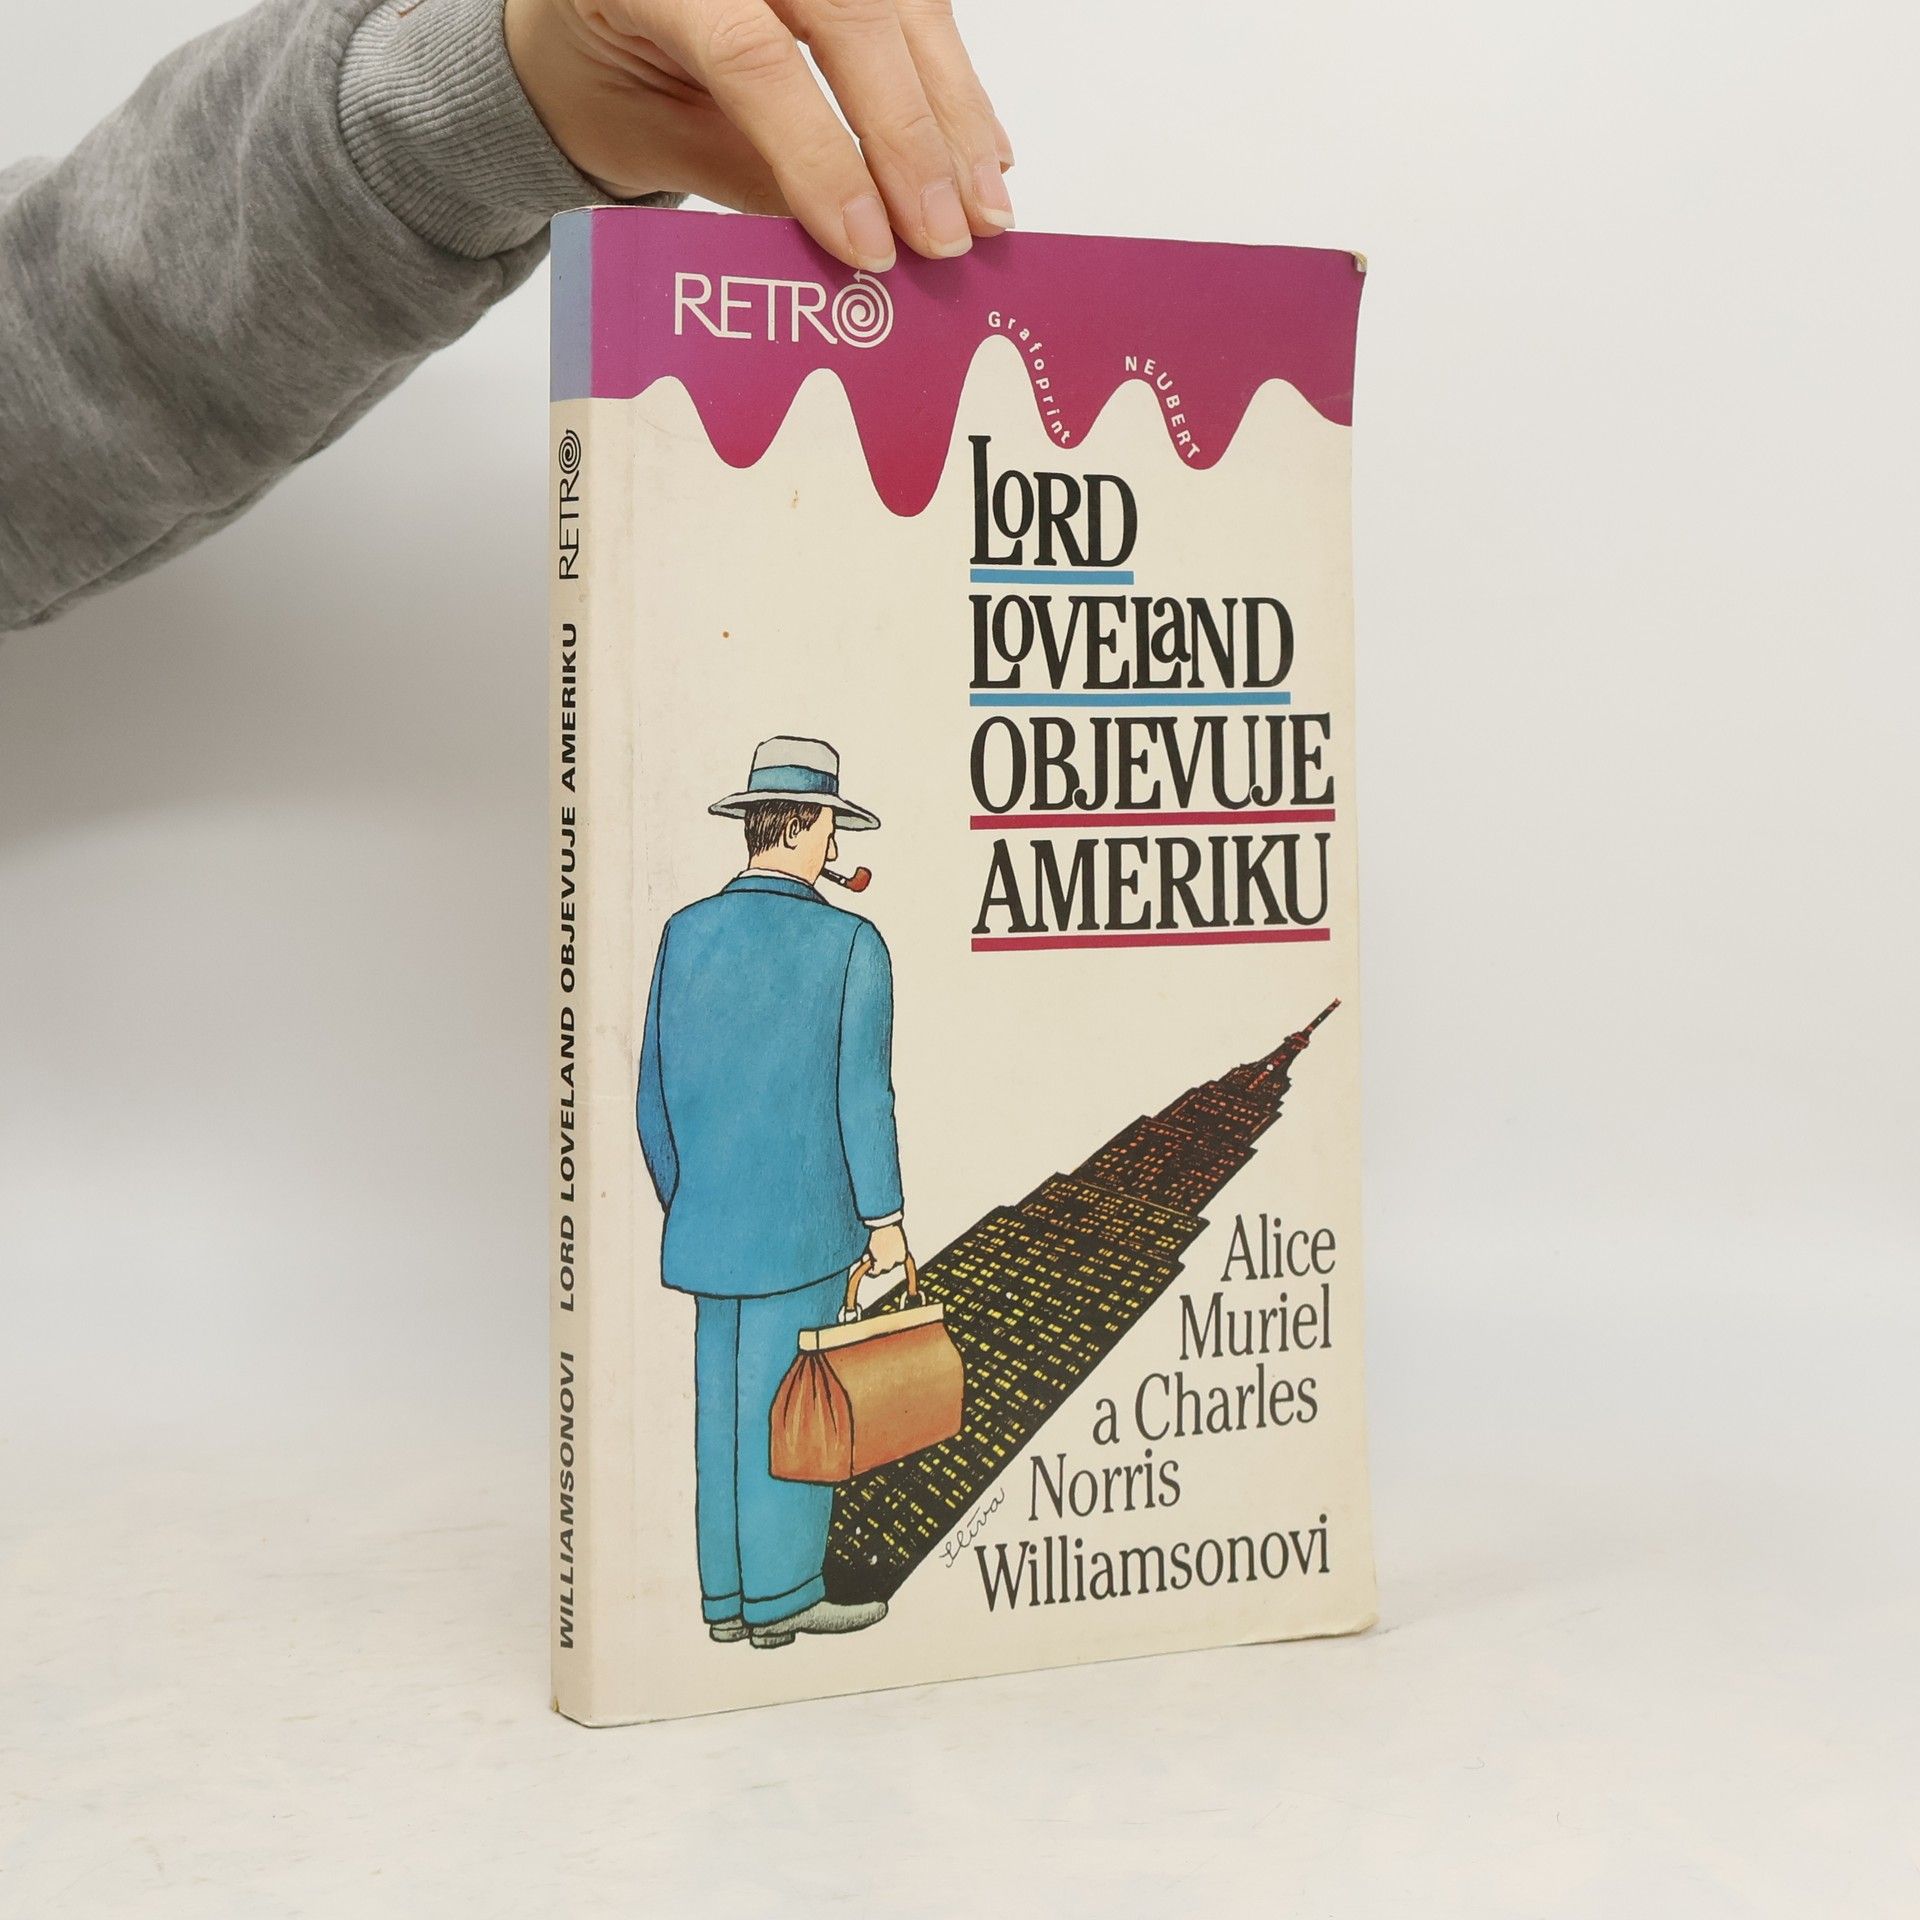 RETRO
Grafoprint
NEUBERT
LORD
LOVELaND
OBJEVUJE
AMERIKU
Alice
Muriel
a Charles
Norris
Williamsonovi
Slíva
WILLIAMSONOVI LORD LOVELAND OBJEVUJE AMERIKU RETRO